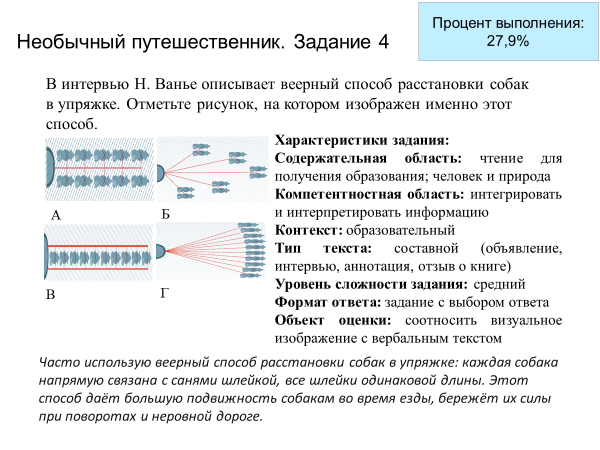 Процент выполнения:
27,9%
Необычный путешественник. Задание 4
В интервью Н. Ванье описывает веерный способ расстановки собак
в упряжке. Отметьте рисунок, на котором изображен именно этот
способ.
А
Б
В
Г
Характеристики задания:
Содержательная область: чтение для
получения образования; человек и природа
Компетентностная область: интегрировать
и интерпретировать информацию
Контекст: образовательный
Тип текста: составной (объявление,
интервью, аннотация, отзыв о книге)
Уровень сложности задания: средний
Формат ответа: задание с выбором ответа
Объект оценки: соотносить визуальное
изображение с вербальным текстом
Часто использую веерный способ расстановки собак в упряжке: каждая собака
напрямую связана с санями шлейкой, все шлейки одинаковой длины. Этот
способ даёт большую подвижность собакам во время езды, бережёт их силы
при поворотах и неровной дороге.